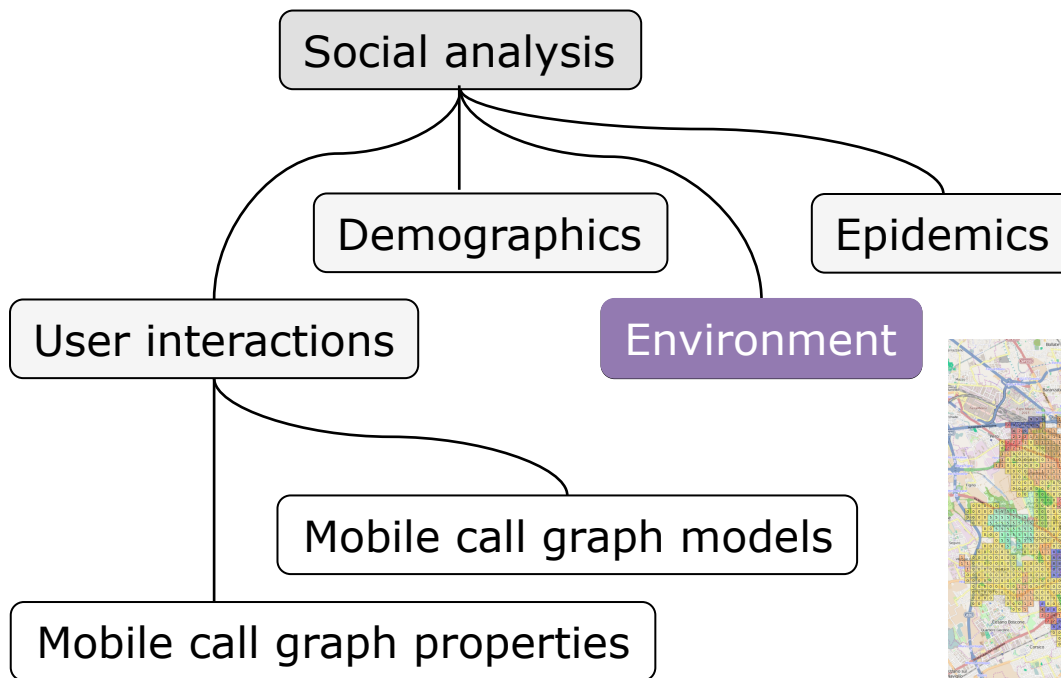 Social analysis
Demographics
Epidemics
User interactions
Environment
Mobile call graph models
Mobile call graph properties